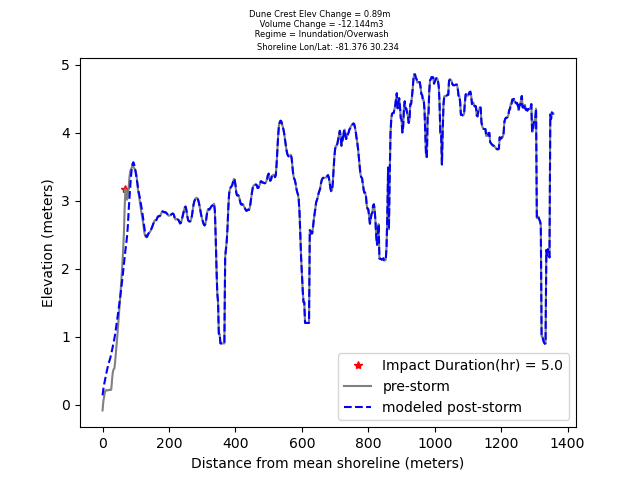 Dune Crest Elev Change = 0.89m
Volume Change = -12.144m3
Regime = Inundation/Overwash
Shoreline Lon/Lat: -81.376 30.234
5
4
3
2
1
0
Elevation (meters)
Impact Duration(hr) = 5.0
pre-storm
modeled post-storm
0 200 400 600 800 1000 1200 1400
Distance from mean shoreline (meters)